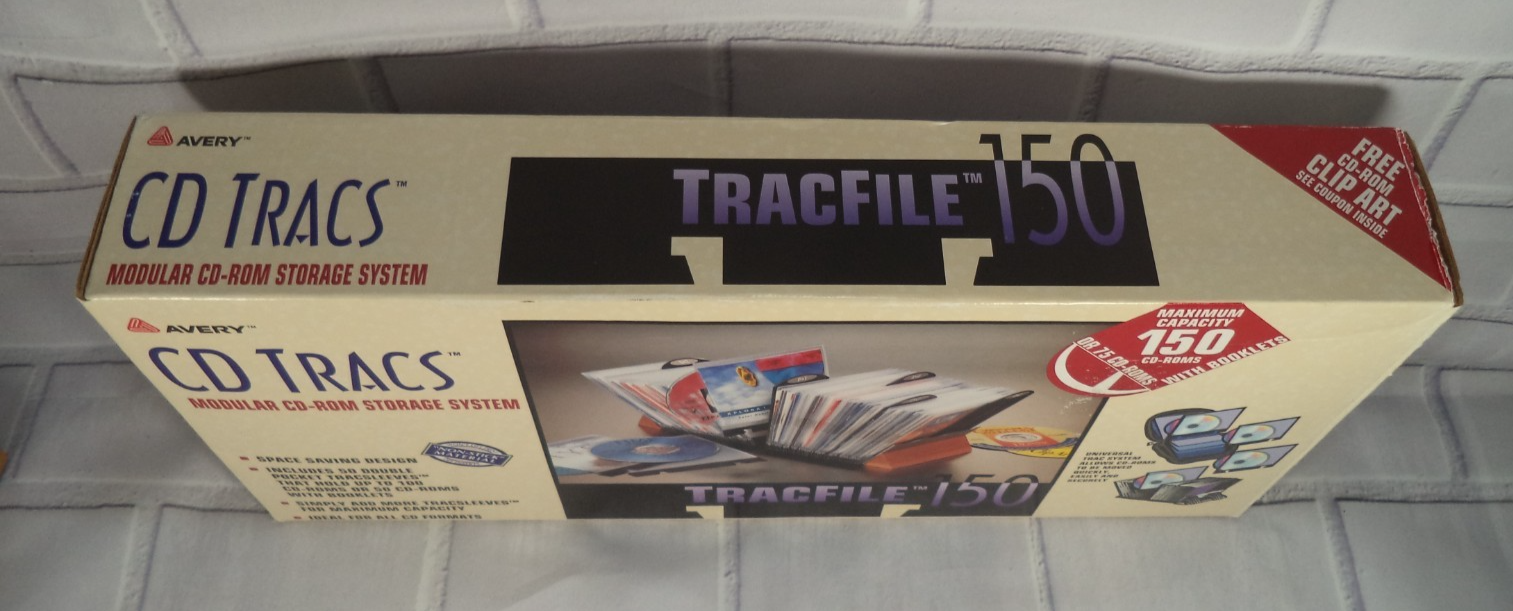 AVERY™
CD TRACS™
MODULAR CD-ROM STORAGE SYSTEM
TRACFILE™ 150
FREE
CD-ROM
CLIP ART
SEE COUPON INSIDE
AVERY™
CD TRACS™
MODULAR CD-ROM STORAGE SYSTEM
SPACE SAVING DESIGN
INCLUDES 50 DOUBLE
POCKET TRACSLEEVES™
THAT HOLD UP TO 100
CD-ROMS OR 50 CD-ROMS
WITH BOOKLETS
SIMPLY ADD MORE TRACSLEEVES™
FOR MAXIMUM CAPACITY
IDEAL FOR ALL CD FORMATS
NON-STICK
MATERIAL
TRACFILE™ 150
MAXIMUM
CAPACITY
150
CD-ROMS
OR 75 CD-ROMS WITH BOOKLETS
UNIVERSAL
TRAC SYSTEM
ALLOWS CD-ROMS
TO BE MOVED
QUICKLY,
EASILY AND
SECURELY